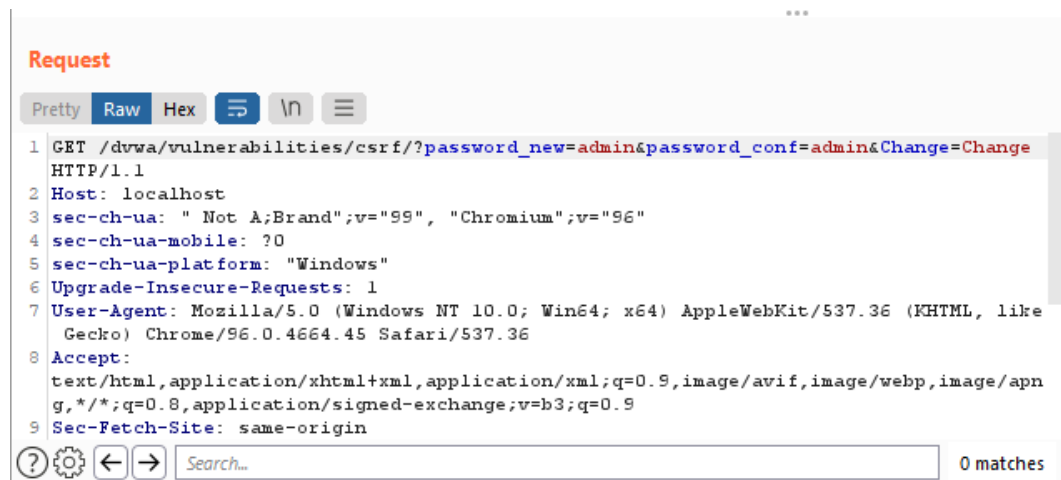 Request
Pretty Raw Hex \n
1 GET /dvwa/vulnerabilities/csrf/?password_new=admin&password_conf=admin&Change=Change
HTTP/1.1
2 Host: localhost
3 sec-ch-ua: " Not A;Brand";v="99", "Chromium";v="96"
4 sec-ch-ua-mobile: ?0
5 sec-ch-ua-platform: "Windows"
6 Upgrade-Insecure-Requests: 1
7 User-Agent: Mozilla/5.0 (Windows NT 10.0; Win64; x64) AppleWebKit/537.36 (KHTML, like
Gecko) Chrome/96.0.4664.45 Safari/537.36
8 Accept:
text/html,application/xhtml+xml,application/xml;q=0.9,image/avif,image/webp,image/apn
g,*/*;q=0.8,application/signed-exchange;v=b3;q=0.9
9 Sec-Fetch-Site: same-origin
? Search... 0 matches